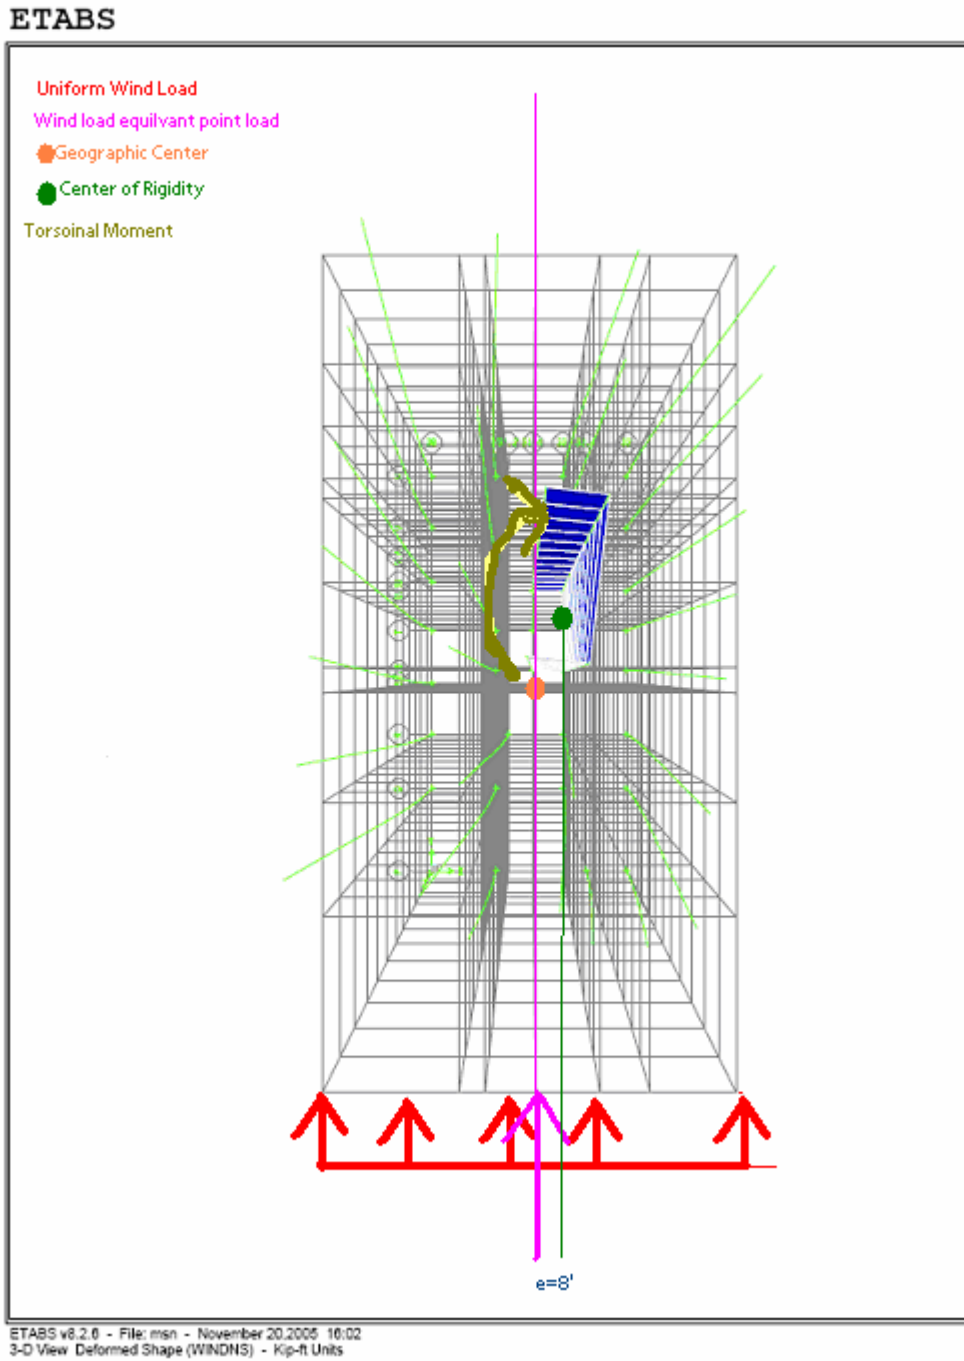 ETABS
Uniform Wind Load
Wind load equilvant point load
Geographic Center
Center of Rigidity
Torsoinal Moment
e=8'
ETABS v8.2.6 - File: msn - November 20,2005 16:02
3-D View Deformed Shape (WINDNS) - Kip-ft Units